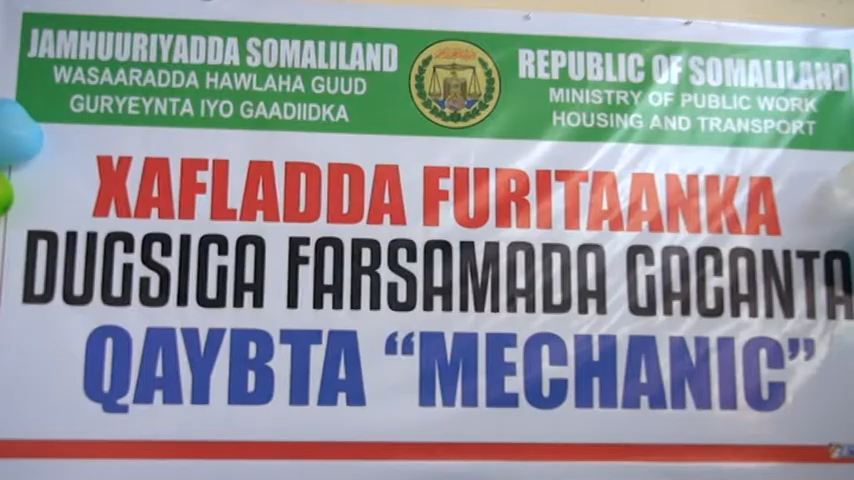 JAMHUURIYADDA SOMALILAND
WASAARADDA HAWLAHA GUUD
GURYEYNTA IYO GAADIIDKA
REPUBLIC OF SOMALILAND
MINISTRY OF PUBLIC WORK
HOUSING AND TRANSPORT
XAFLADDA FURITAANKA
DUGSIGA FARSAMADA GACANTA
QAYBTA “MECHANIC”